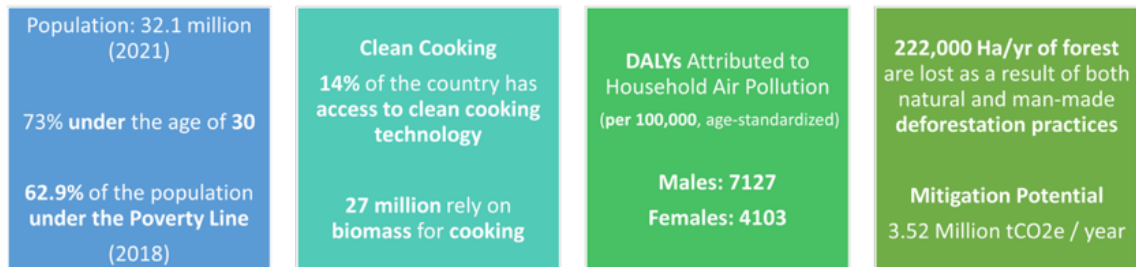 Population: 32.1 million
(2021)
73% under the age of 30
62.9% of the population
under the Poverty Line
(2018)
Clean Cooking
14% of the country has
access to clean cooking
technology
27 million rely on
biomass for cooking
DALYs Attributed to
Household Air Pollution
(per 100,000, age-standardized)
Males: 7127
Females: 4103
222,000 Ha/yr of forest
are lost as a result of both
natural and man-made
deforestation practices
Mitigation Potential
3.52 Million tCO2e / year